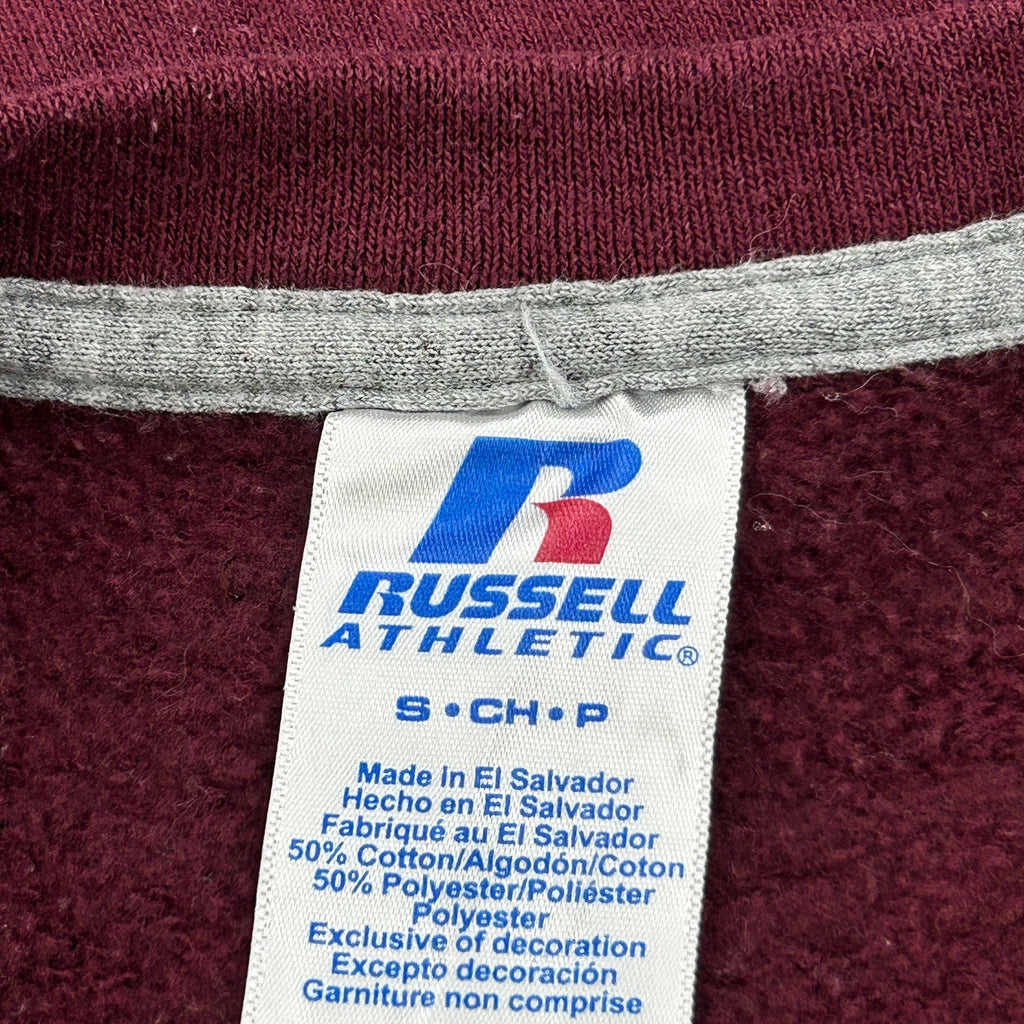 R
RUSSELL
ATHLETIC®
S • CH • P
Made in El Salvador
Hecho en El Salvador
Fabriqué au El Salvador
50% Cotton/Algodón/Coton
50% Polyester/Poliéster
Polyester
Exclusive of decoration
Excepto decoración
Garniture non comprise